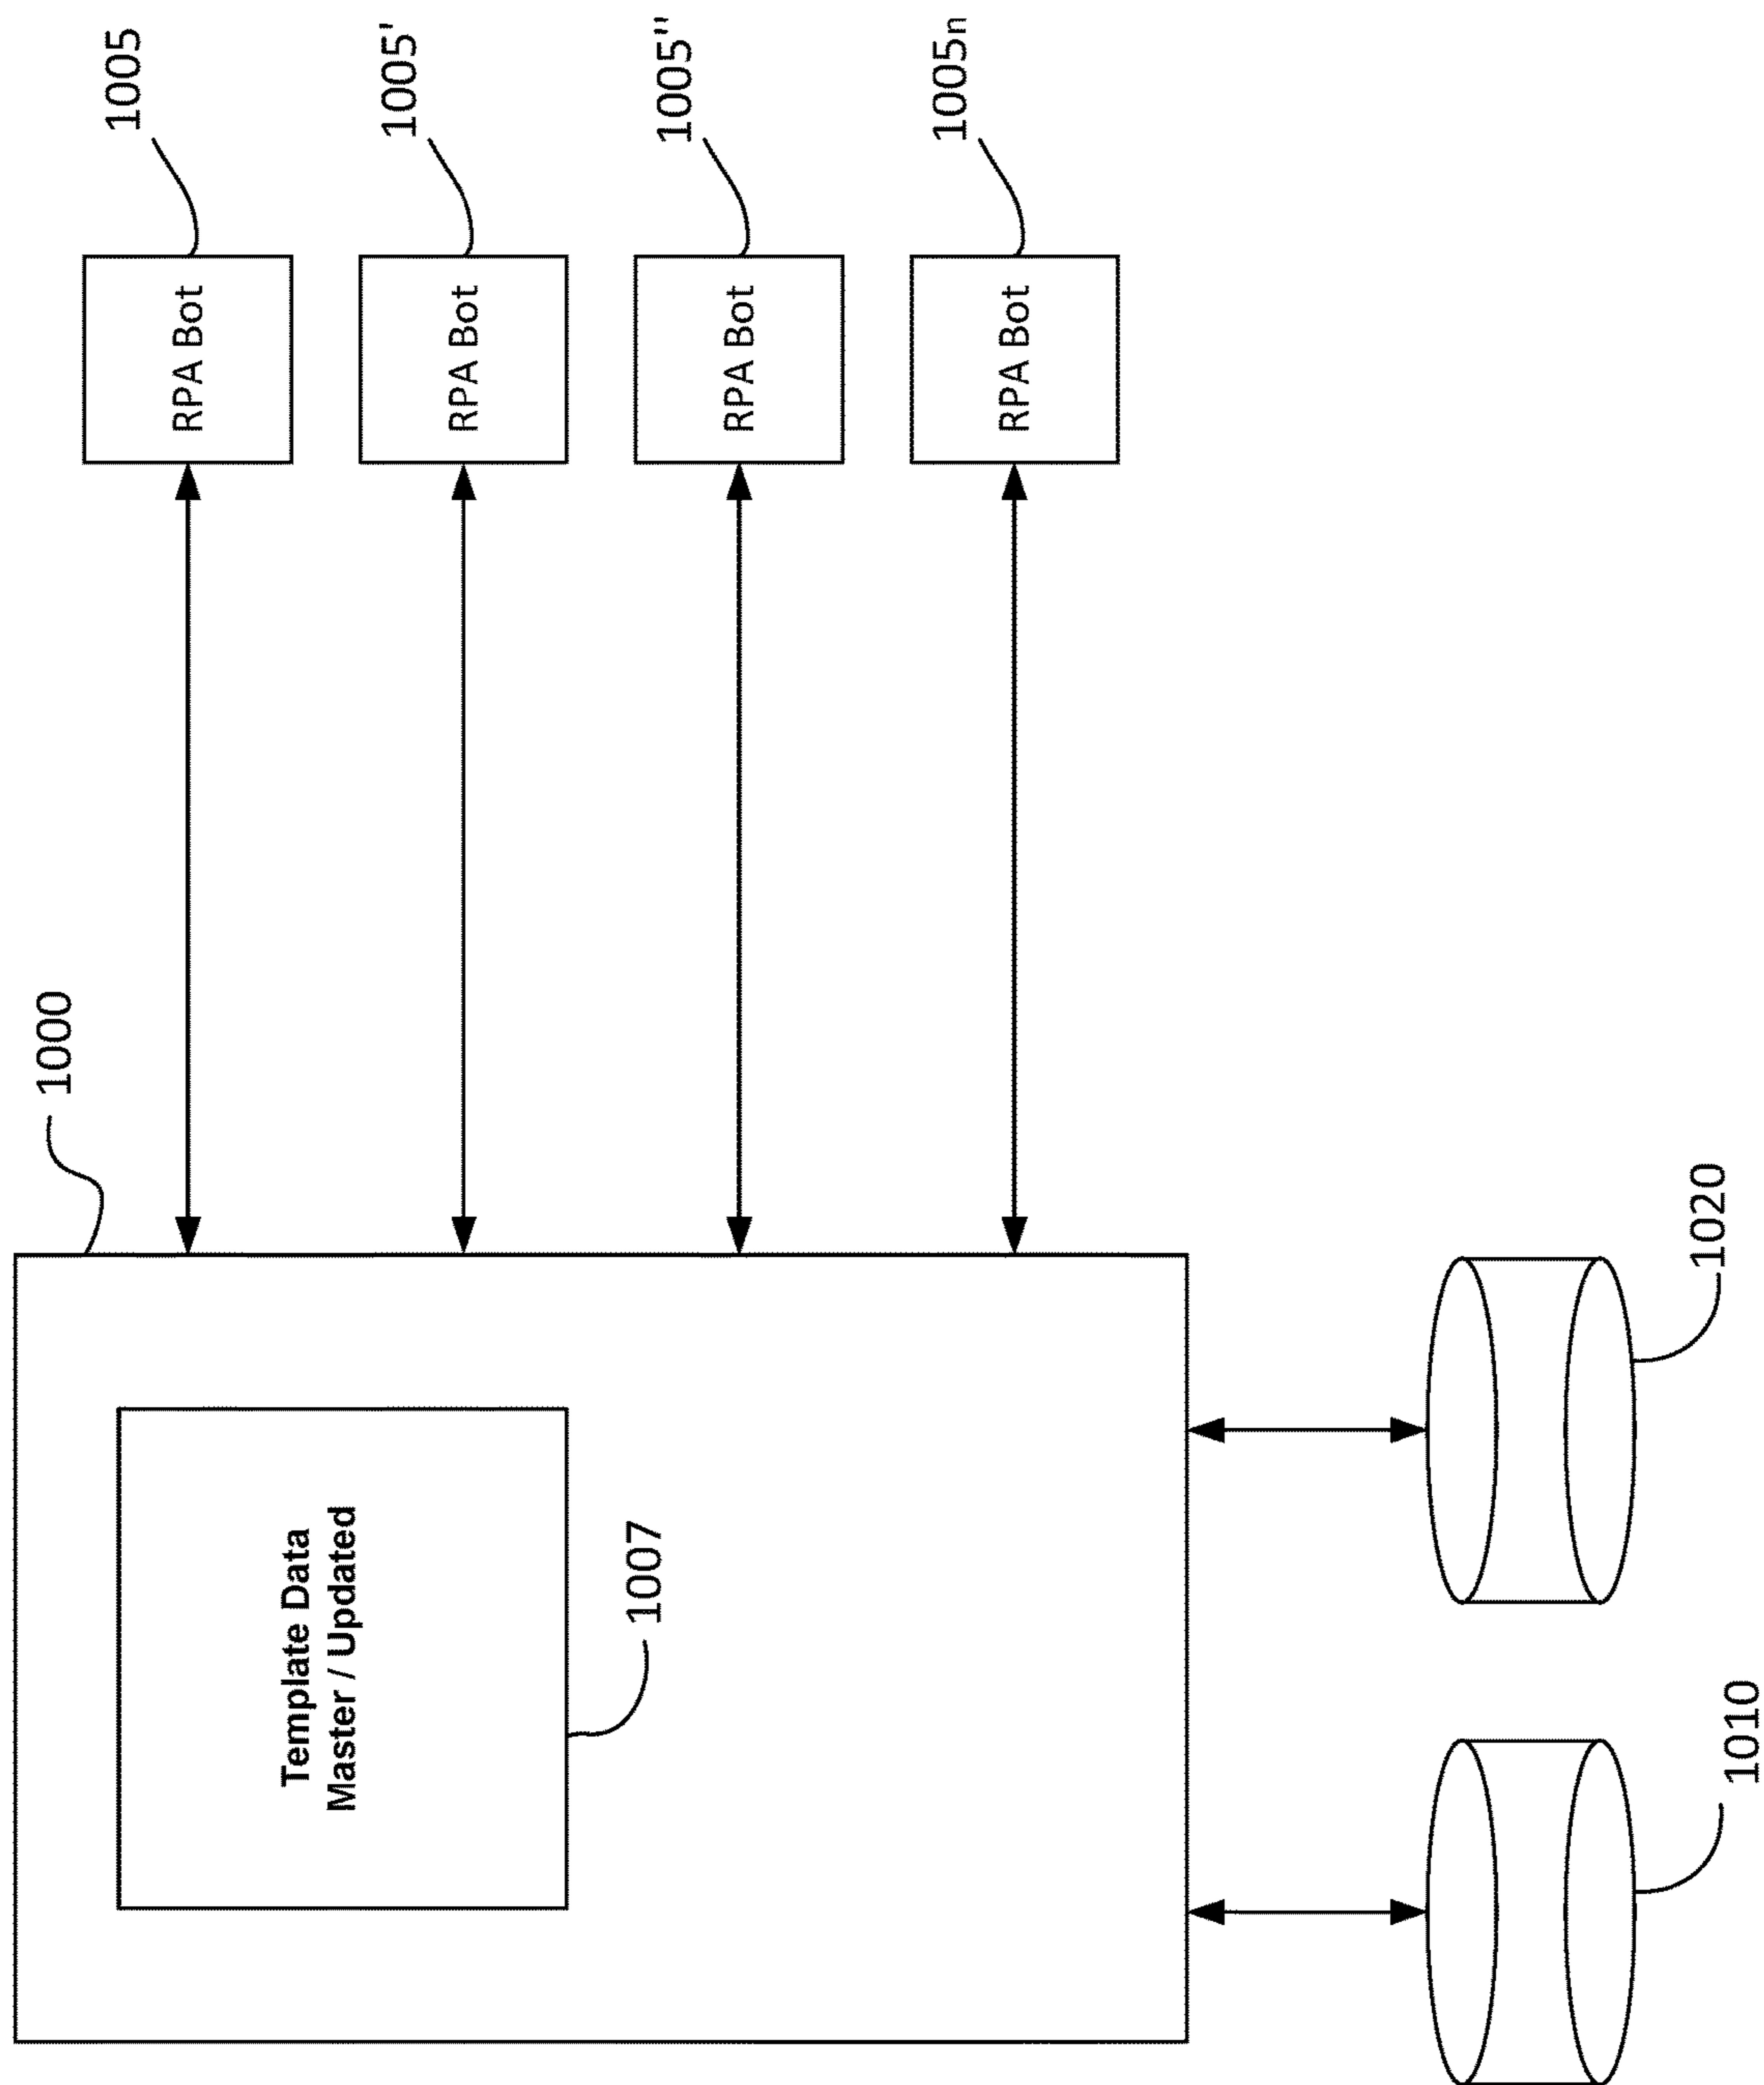 1000
1005
RPA Bot
Template Data
Master / Updated
1005'
RPA Bot
1007
1005''
RPA Bot
1005n
RPA Bot
1010
1020